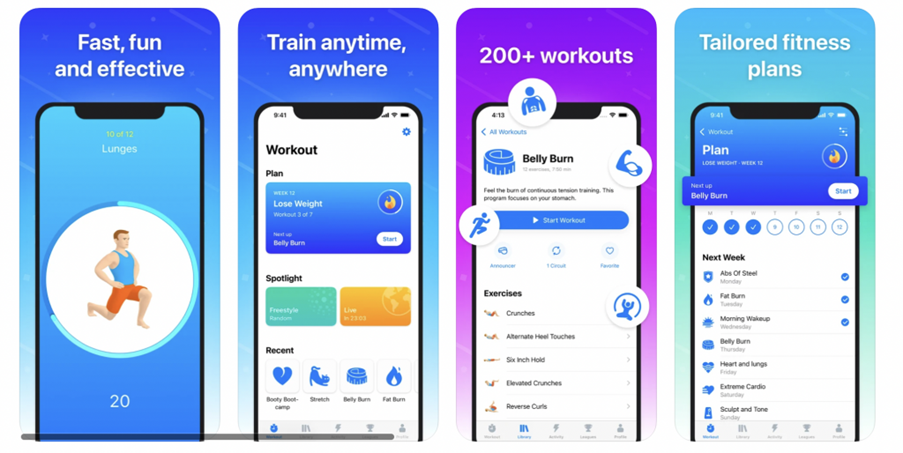 Fast, fun
and effective
10 of 12
Lunges
20
Train anytime,
anywhere
9:41
Workout
Plan
WEEK 12
Lose Weight
Workout 3 of 7
Next up
Belly Burn
Start
Spotlight
Freestyle
Random
Live
In 23:03
Recent
Booty Boot-
camp
Stretch
Belly Burn
Fat Burn
Workout
Library
Activity
Leagues
Profile
200+ workouts
4:13
All Workouts
Belly Burn
12 exercises, 7:50 min
Feel the burn of continuous tension training. This
program focuses on your stomach.
Start Workout
Announcer
1 Circuit
Favorite
Exercises
Crunches
Alternate Heel Touches
Six Inch Hold
Elevated Crunches
Reverse Curls
Workout
Library
Activity
Leagues
Profile
Tailored fitness
plans
9:41
Workout
Plan
LOSE WEIGHT · WEEK 12
Next up
Belly Burn
Start
M T W T F S S
9 10 11 12
Next Week
Abs Of Steel
Monday
Fat Burn
Tuesday
Morning Wakeup
Wednesday
Belly Burn
Thursday
Heart and lungs
Friday
Extreme Cardio
Saturday
Sculpt and Tone
Sunday
Workout
Library
Activity
Leagues
Profile